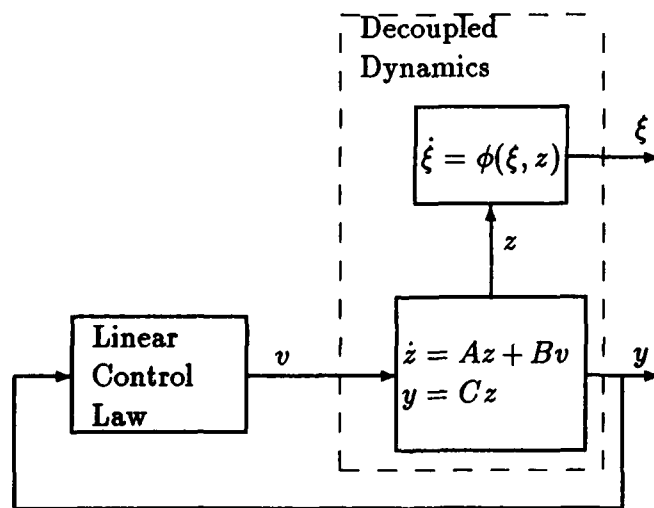 Decoupled
Dynamics
ξ
ξ̇ = φ(ξ, z)
z
Linear
Control
Law
v
ż = Az + Bv
y = Cz
y